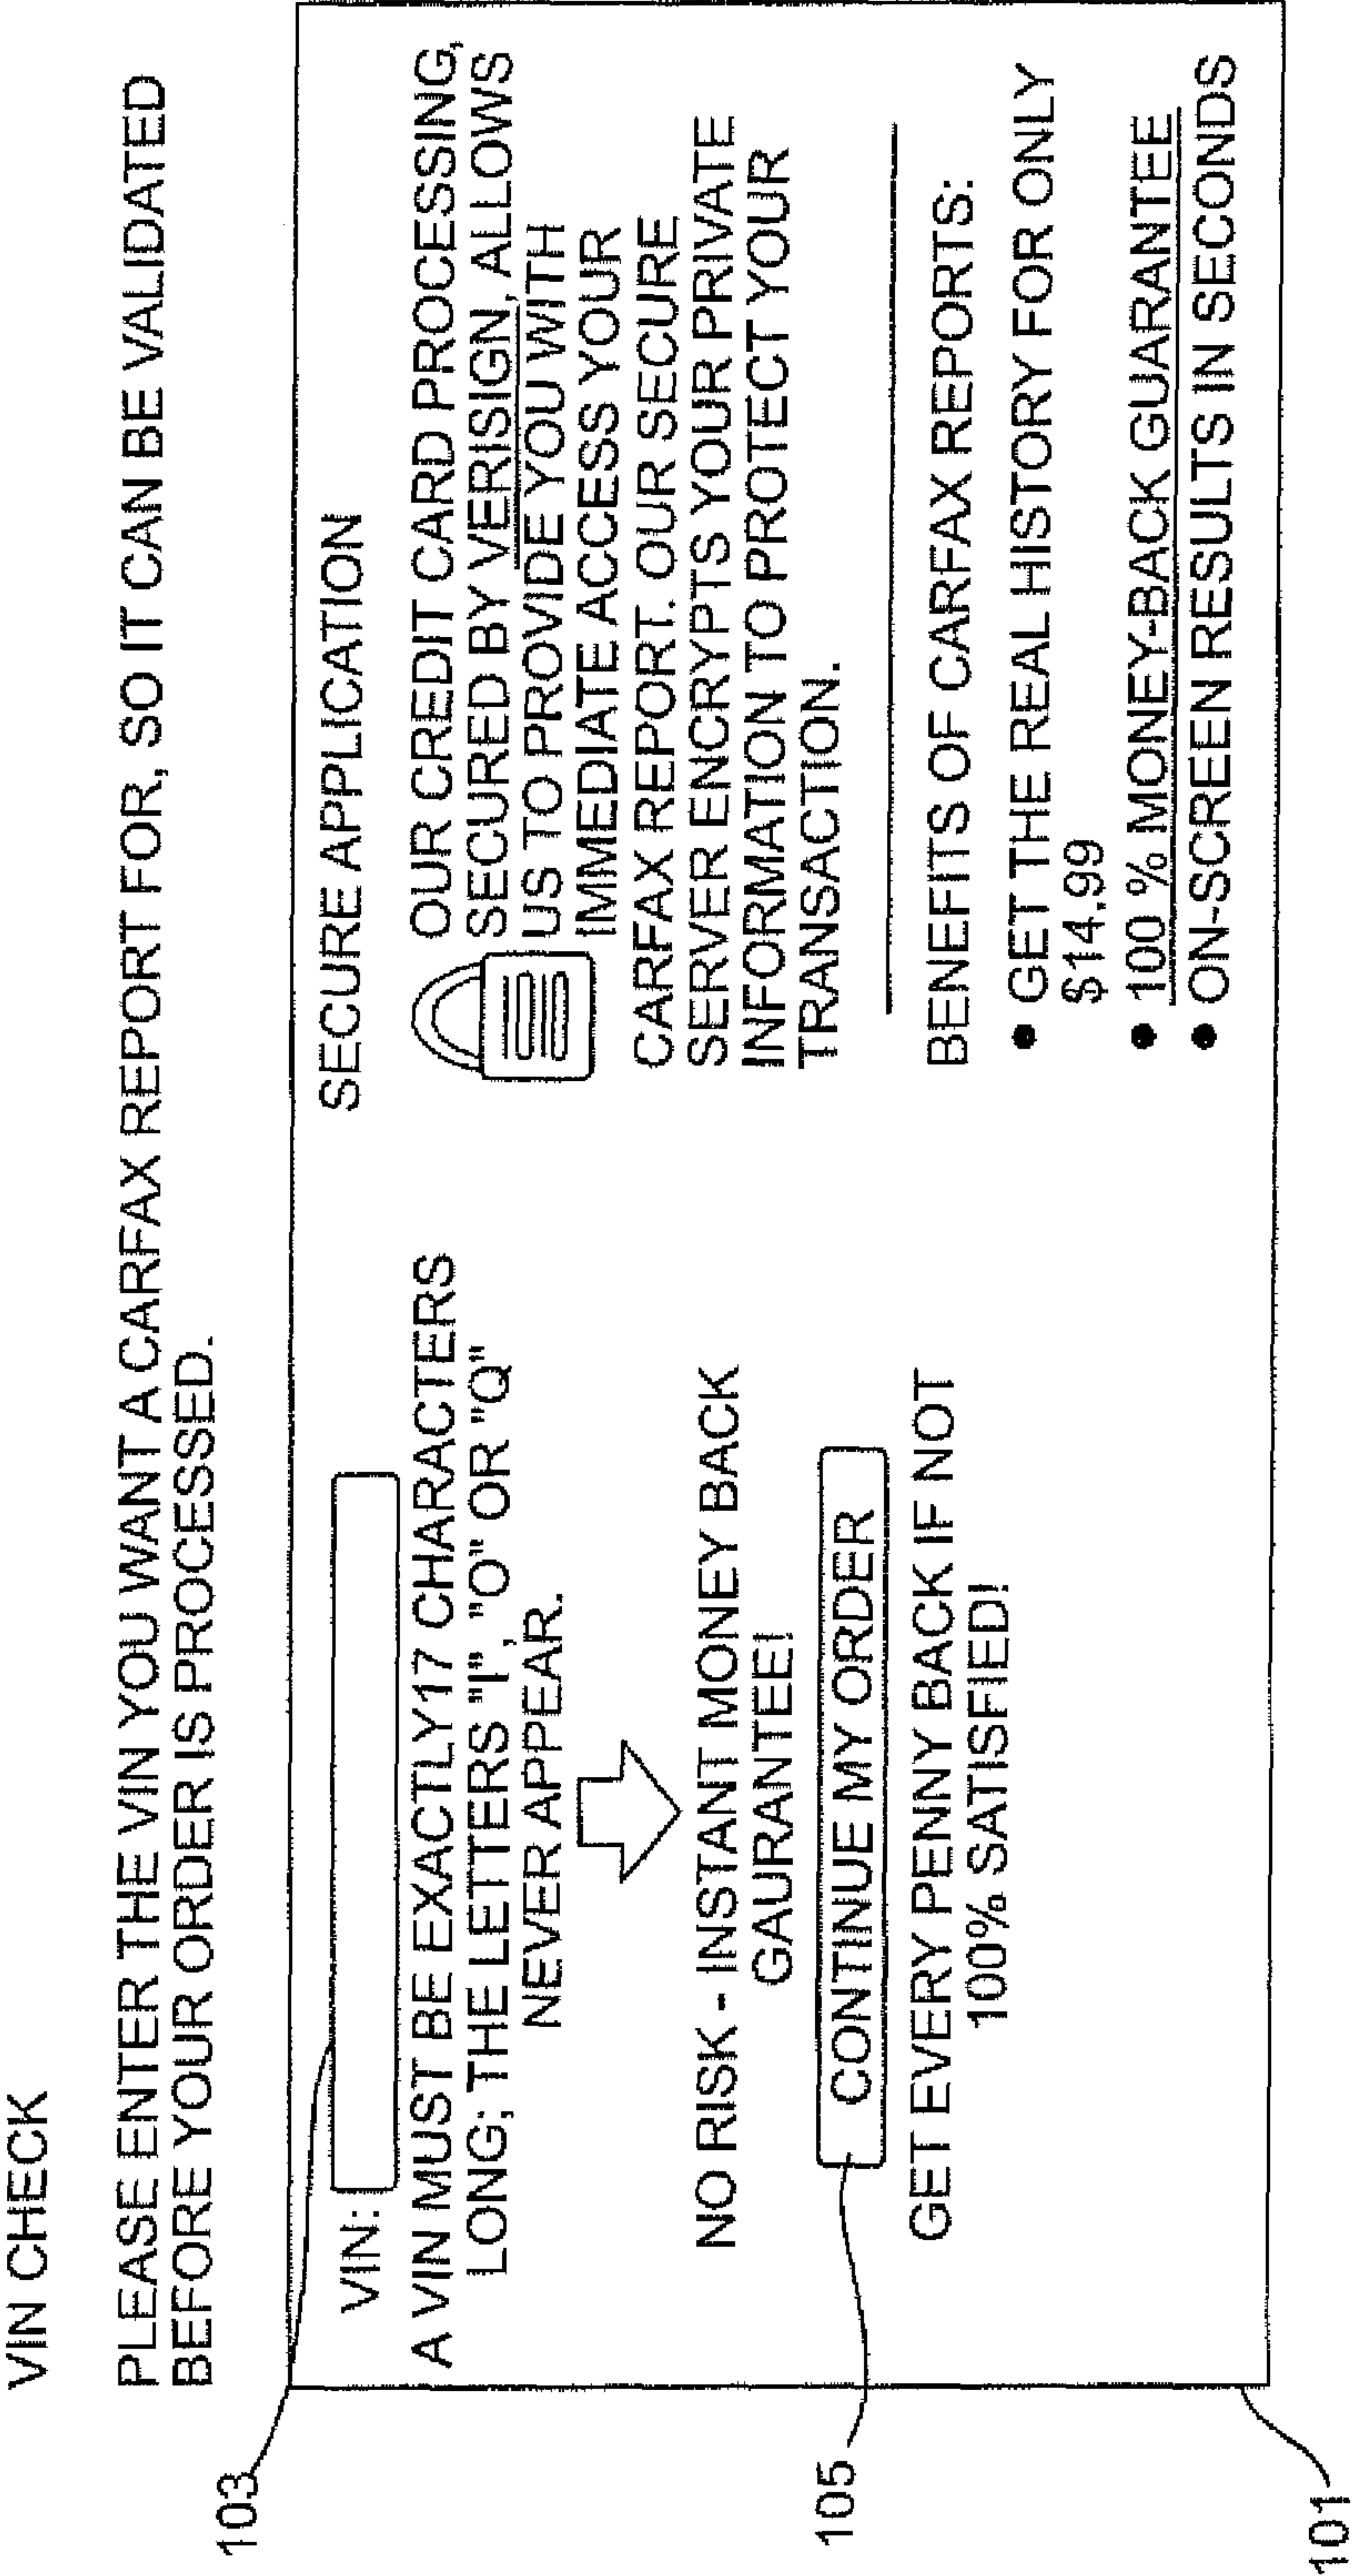 VIN CHECK
PLEASE ENTER THE VIN YOU WANT A CARFAX REPORT FOR, SO IT CAN BE VALIDATED
BEFORE YOUR ORDER IS PROCESSED.
103
VIN:
A VIN MUST BE EXACTLY17 CHARACTERS
LONG; THE LETTERS "I", "O" OR "Q"
NEVER APPEAR.
NO RISK - INSTANT MONEY BACK
GAURANTEE!
105
CONTINUE MY ORDER
GET EVERY PENNY BACK IF NOT
100% SATISFIED!
101
SECURE APPLICATION
OUR CREDIT CARD PROCESSING,
SECURED BY VERISIGN, ALLOWS
US TO PROVIDE YOU WITH
IMMEDIATE ACCESS YOUR
CARFAX REPORT. OUR SECURE
SERVER ENCRYPTS YOUR PRIVATE
INFORMATION TO PROTECT YOUR
TRANSACTION.
BENEFITS OF CARFAX REPORTS:
• GET THE REAL HISTORY FOR ONLY
$14.99
• 100 % MONEY-BACK GUARANTEE
• ON-SCREEN RESULTS IN SECONDS